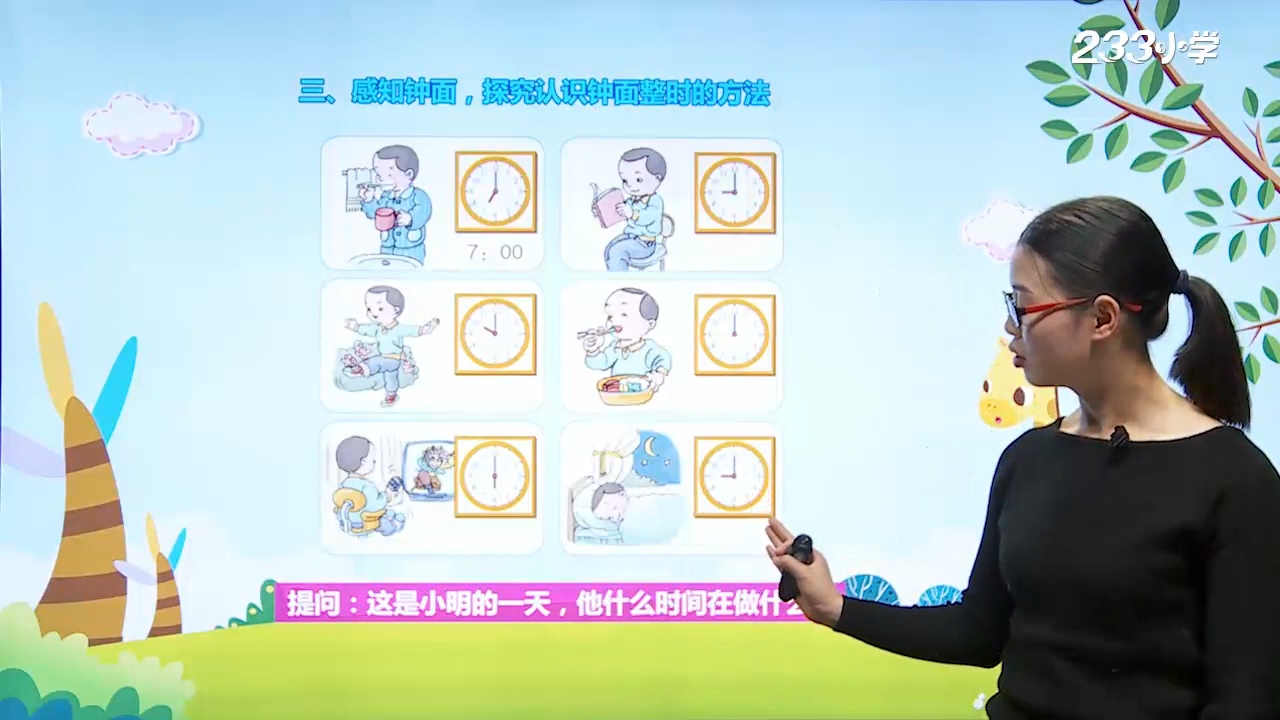 233小学
三、感知钟面，探究认识钟面整时的方法
7：00
提问：这是小明的一天，他什么时间在做什么